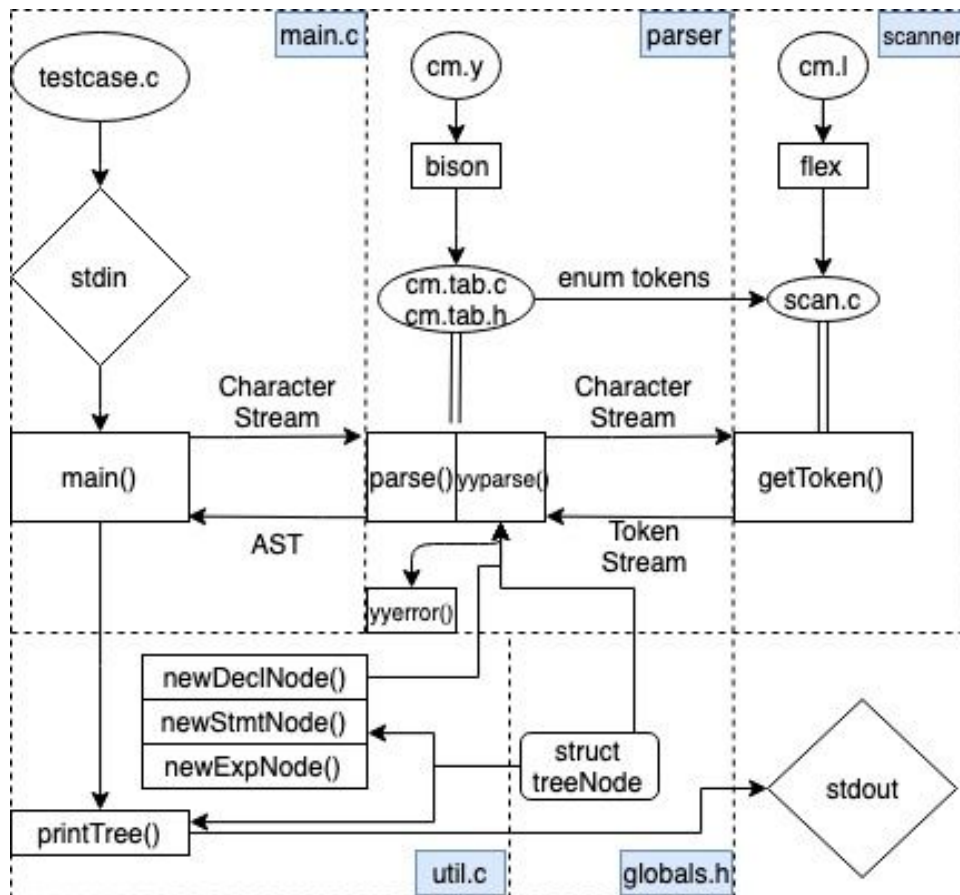 main.c
parser
scanner
testcase.c
cm.y
cm.l
bison
flex
stdin
cm.tab.c
cm.tab.h
enum tokens
scan.c
Character
Stream
Character
Stream
main()
parse()
yyparse()
getToken()
AST
Token
Stream
yyerror()
newDeclNode()
newStmtNode()
newExpNode()
struct
treeNode
stdout
printTree()
util.c
globals.h